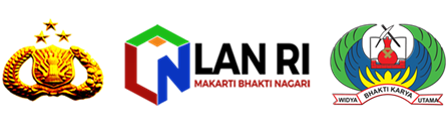 LAN RI
MAKARTI BHAKTI NAGARI
WIDYA BHAKTI KARYA UTAMA